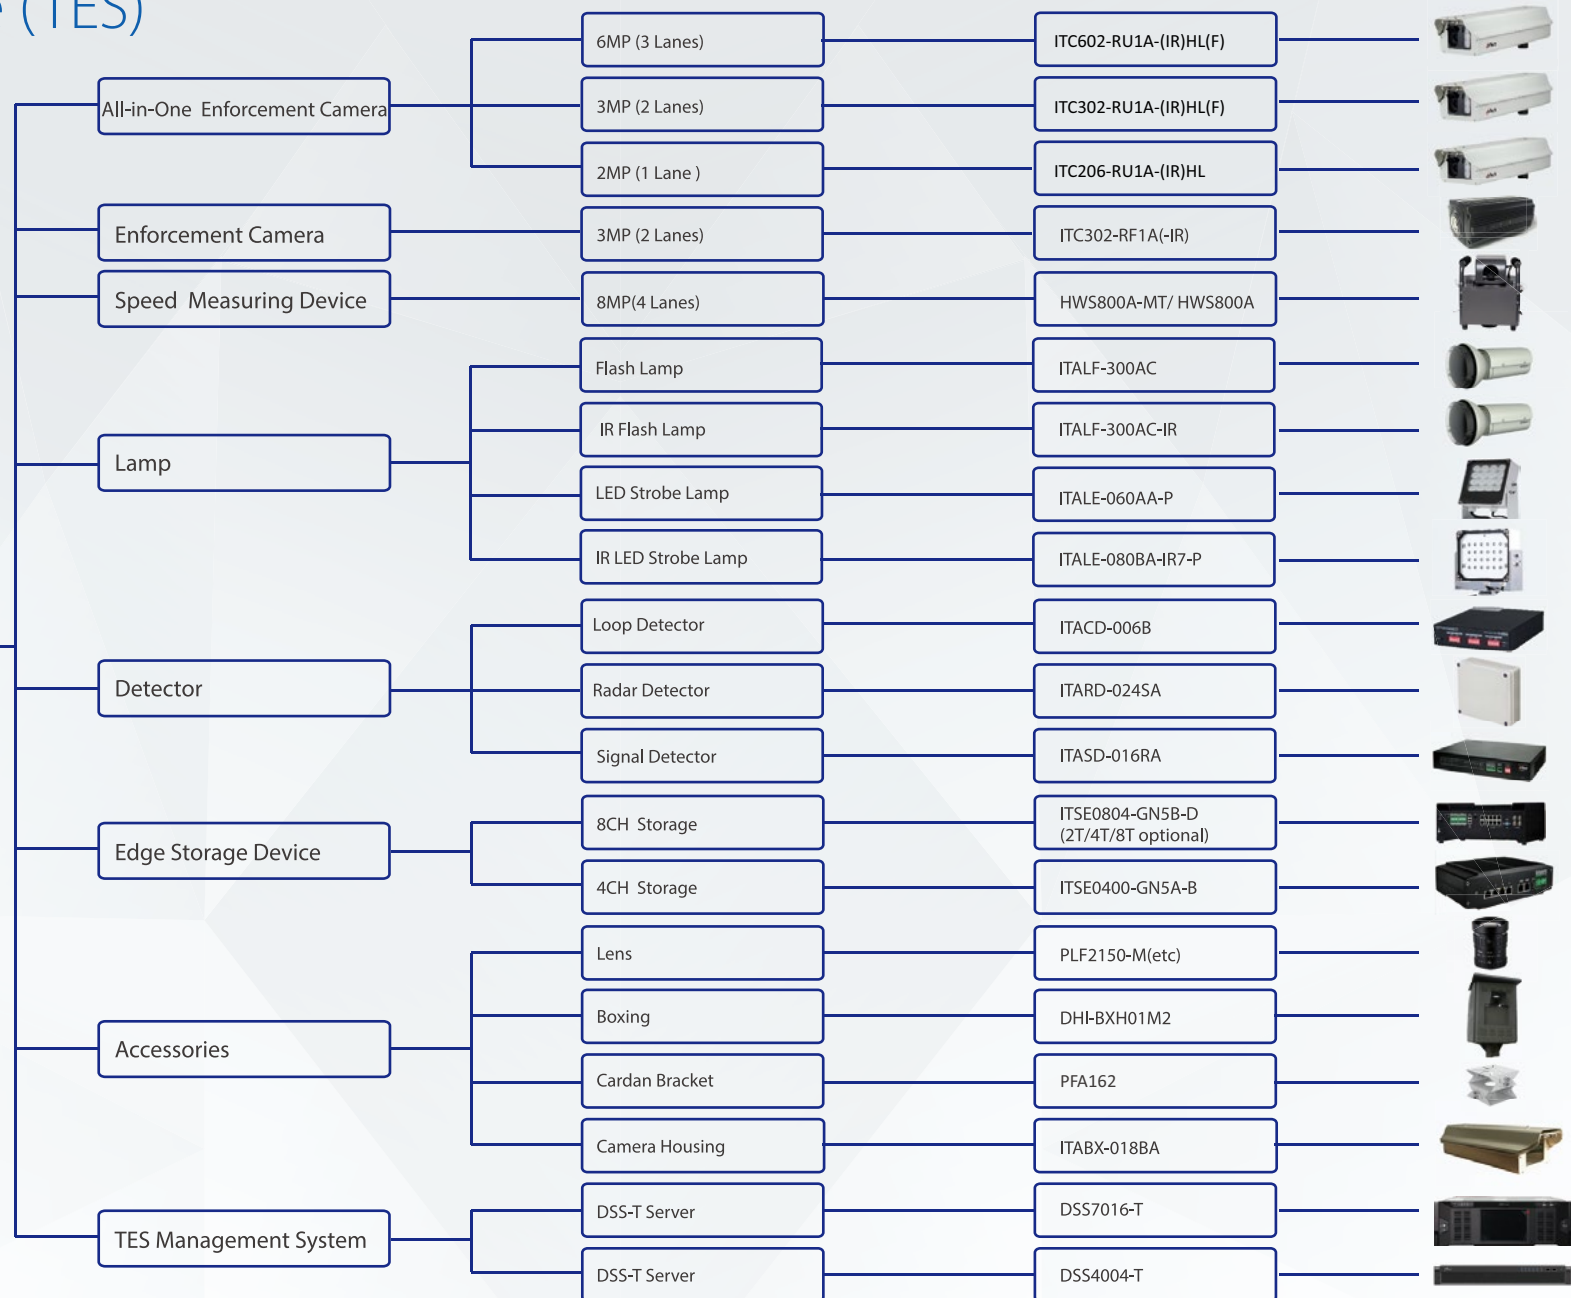 (TES)
6MP (3 Lanes)
ITC602-RU1A-(IR)HL(F)
All-in-One Enforcement Camera
3MP (2 Lanes)
ITC302-RU1A-(IR)HL(F)
2MP (1 Lane )
ITC206-RU1A-(IR)HL
Enforcement Camera
3MP (2 Lanes)
ITC302-RF1A(-IR)
Speed Measuring Device
8MP(4 Lanes)
HWS800A-MT/ HWS800A
Flash Lamp
ITALF-300AC
IR Flash Lamp
ITALF-300AC-IR
Lamp
LED Strobe Lamp
ITALE-060AA-P
IR LED Strobe Lamp
ITALE-080BA-IR7-P
Loop Detector
ITACD-006B
Detector
Radar Detector
ITARD-024SA
Signal Detector
ITASD-016RA
8CH Storage
ITSE0804-GN5B-D
(2T/4T/8T optional)
Edge Storage Device
4CH Storage
ITSE0400-GN5A-B
Lens
PLF2150-M(etc)
Boxing
DHI-BXH01M2
Accessories
Cardan Bracket
PFA162
Camera Housing
ITABX-018BA
DSS-T Server
DSS7016-T
TES Management System
DSS-T Server
DSS4004-T